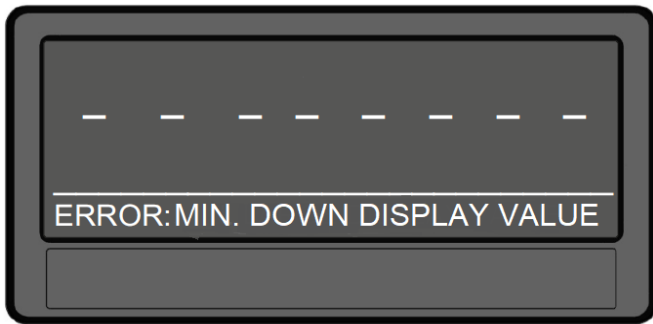 - - - - - - - -
ERROR:MIN. DOWN DISPLAY VALUE